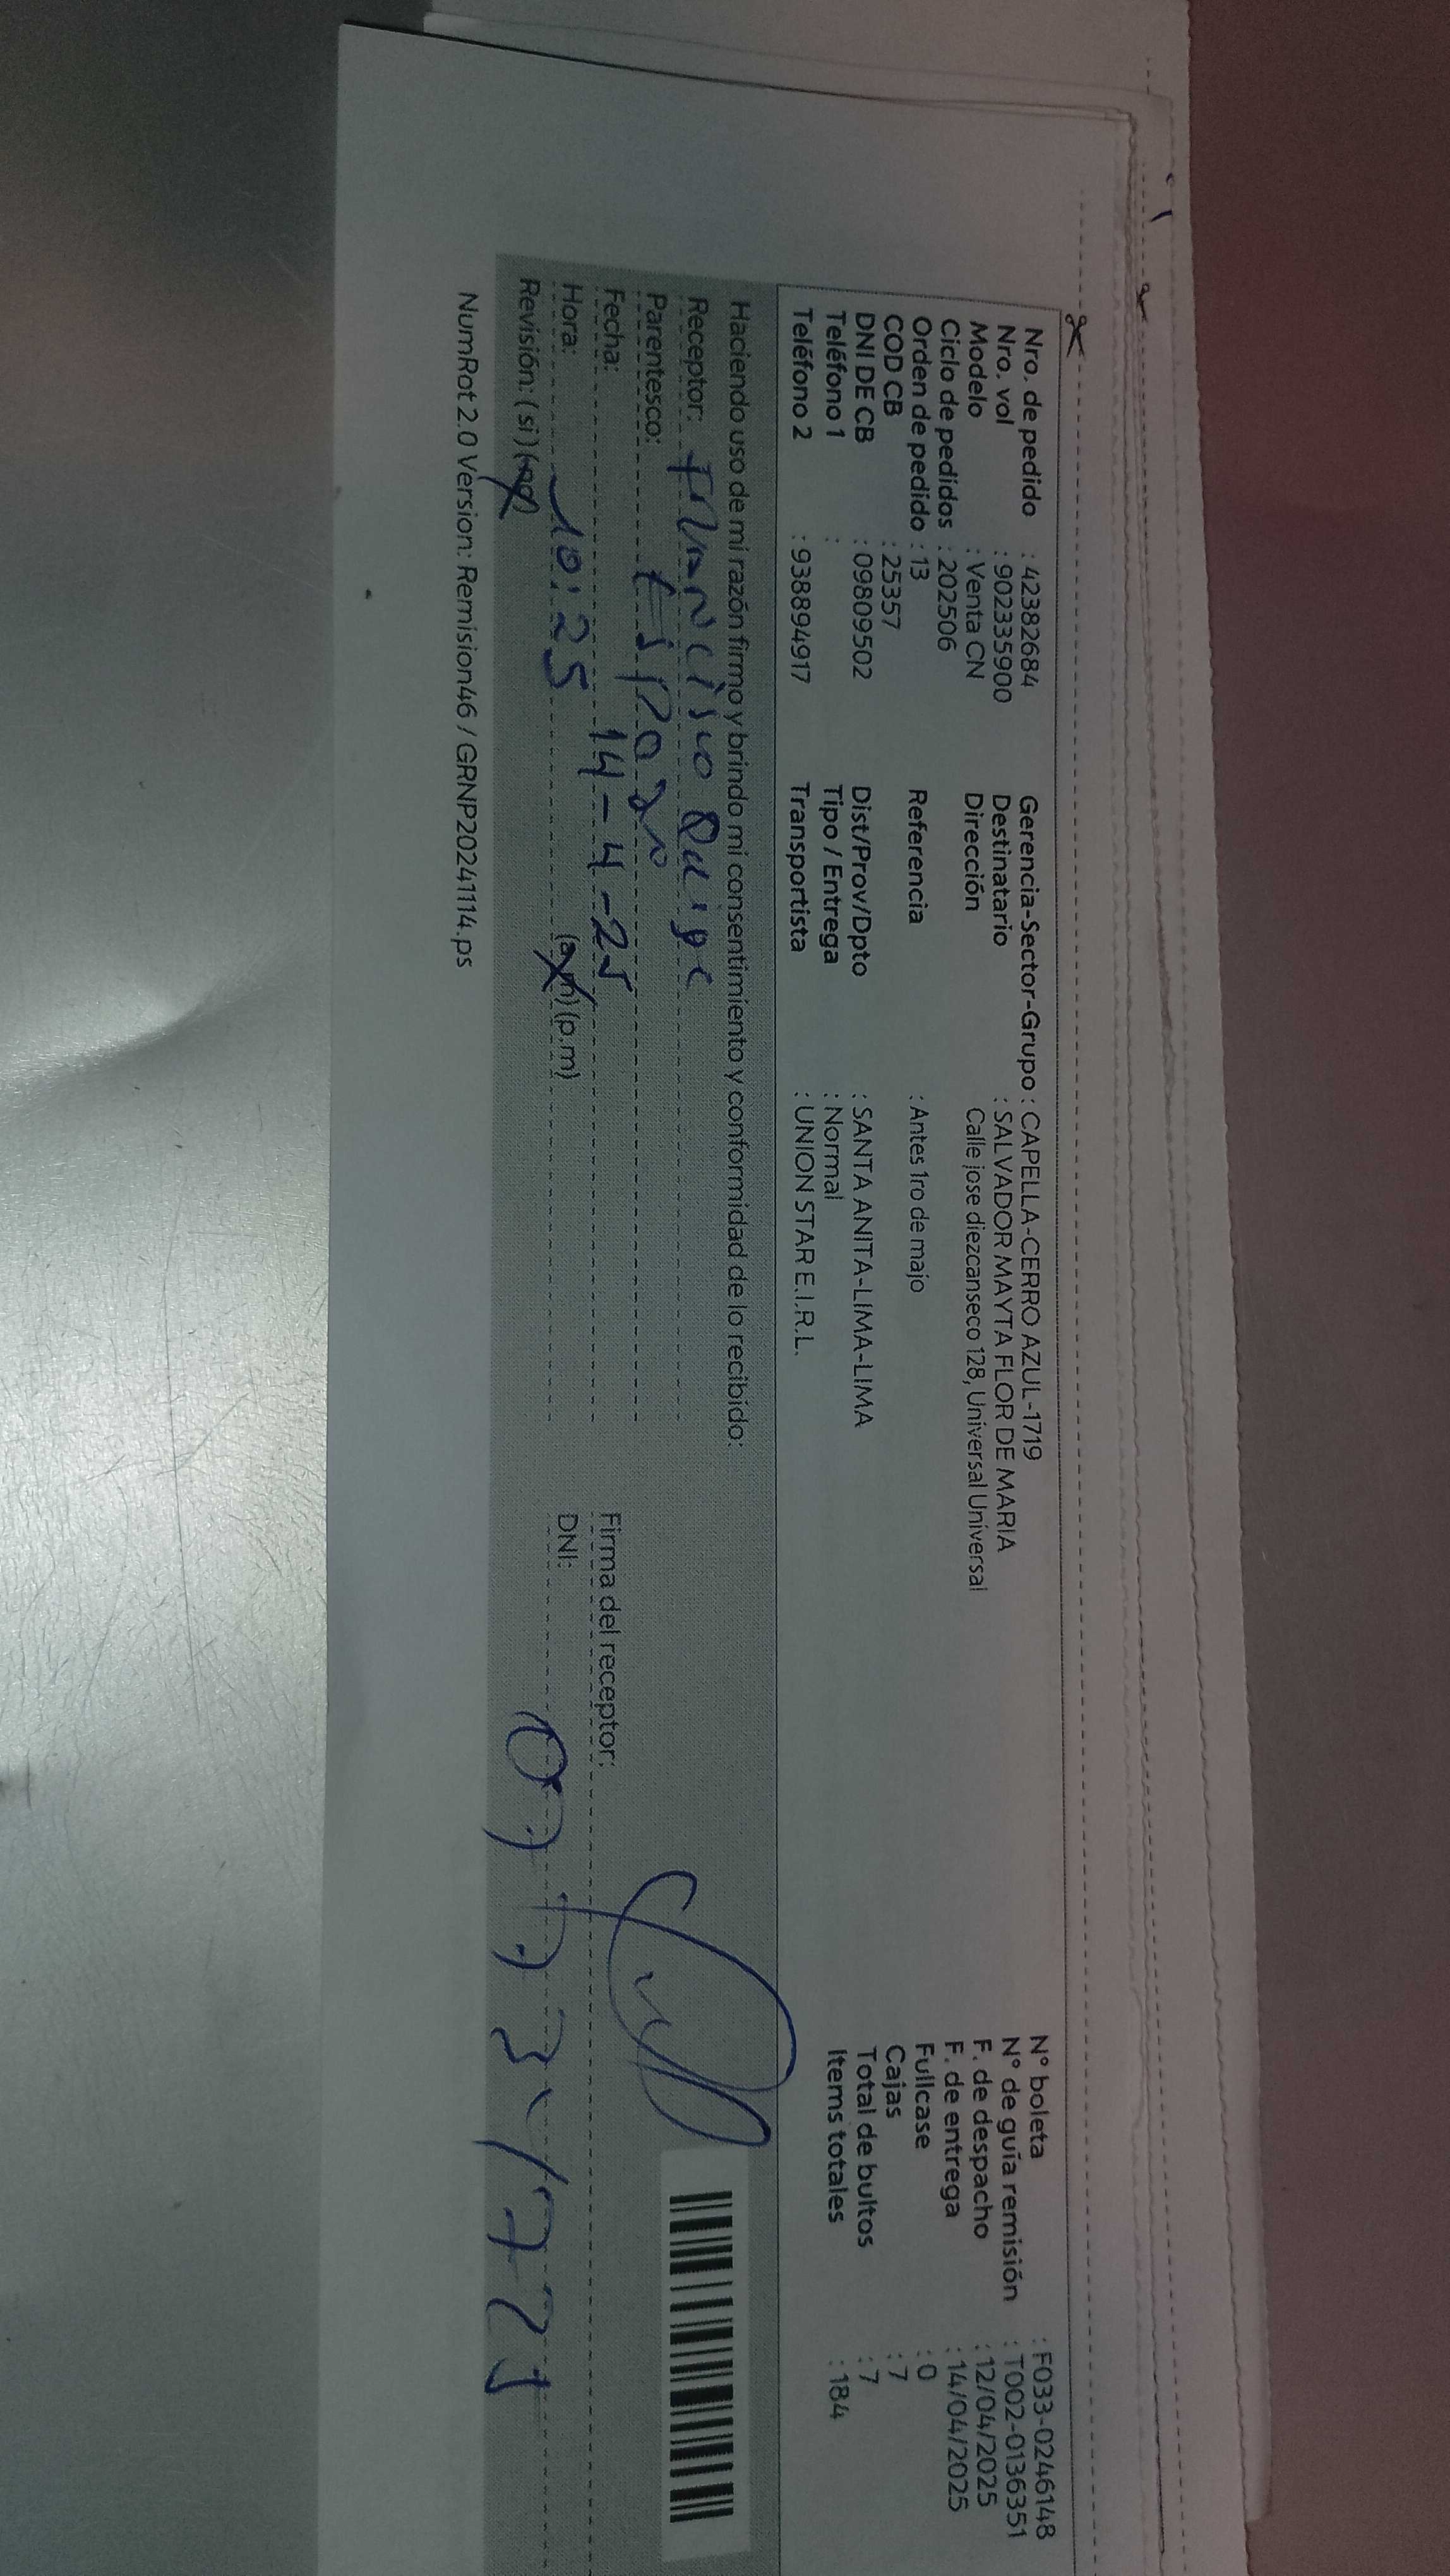 Nro. de pedido : 42382684
Nro. vol : 902335900
Modelo : Venta CN
Ciclo de pedidos : 202506
Orden de pedido : 13
COD CB : 25357
DNI DE CB : 09809502
Teléfono 1 :
Teléfono 2 : 938894917
Gerencia-Sector-Grupo : CAPELLA-CERRO AZUL-1719
Destinatario : SALVADOR MAYTA FLOR DE MARIA
Dirección Calle jose diezcanseco 128, Universal Universal
Referencia : Antes 1ro de majo
Dist/Prov/Dpto : SANTA ANITA-LIMA-LIMA
Tipo / Entrega : Normal
Transportista : UNION STAR E.I.R.L.
N° boleta : F033-0246148
N° de guía remisión : T002-0136351
F. de despacho : 12/04/2025
F. de entrega : 14/04/2025
Fullcase : 0
Cajas : 7
Total de bultos : 7
Items totales : 184
Haciendo uso de mi razón firmo y brindo mi consentimiento y conformidad de lo recibido:
Receptor: Francisco
Parentesco: Esposo
Fecha: 14-4-25
Hora: 10:25 (a.m) (p.m)
Revisión: (si) (no)
Firma del receptor:
DNI:
NumRot 2.0 Version: Remision46 / GRNP20241114.ps